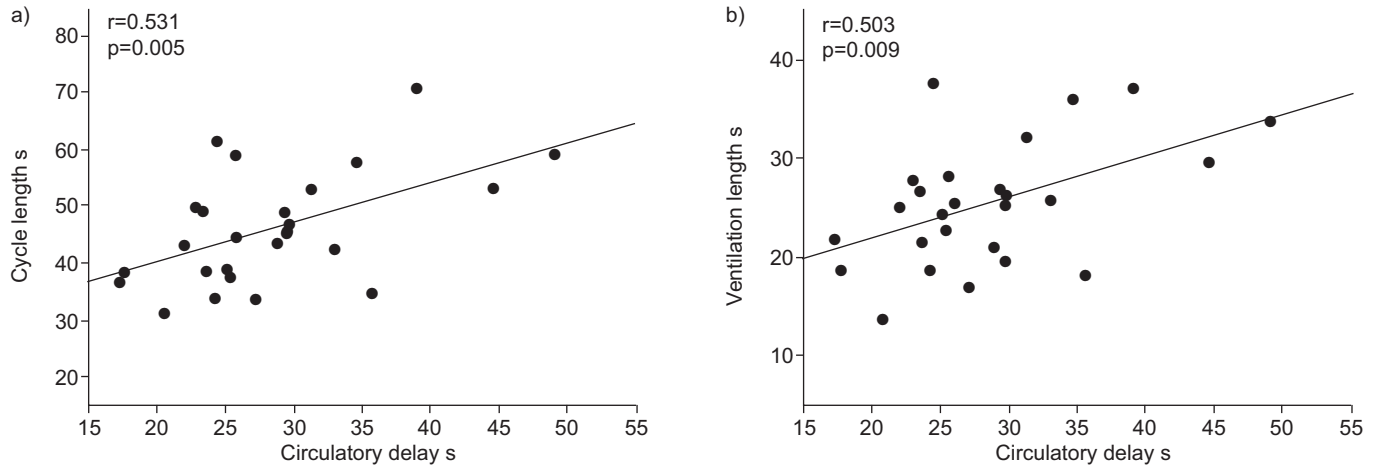 a)
r=0.531
p=0.005
80
70
60
50
40
30
20
Cycle length s
15 20 25 30 35 40 45 50 55
Circulatory delay s
b)
r=0.503
p=0.009
40
30
20
10
Ventilation length s
15 20 25 30 35 40 45 50 55
Circulatory delay s